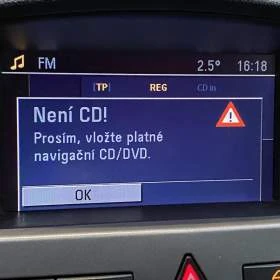 FM 2.5° 16:18
[TP] REG CD in
Není CD!
Prosím, vložte platné
navigační CD/DVD.
OK